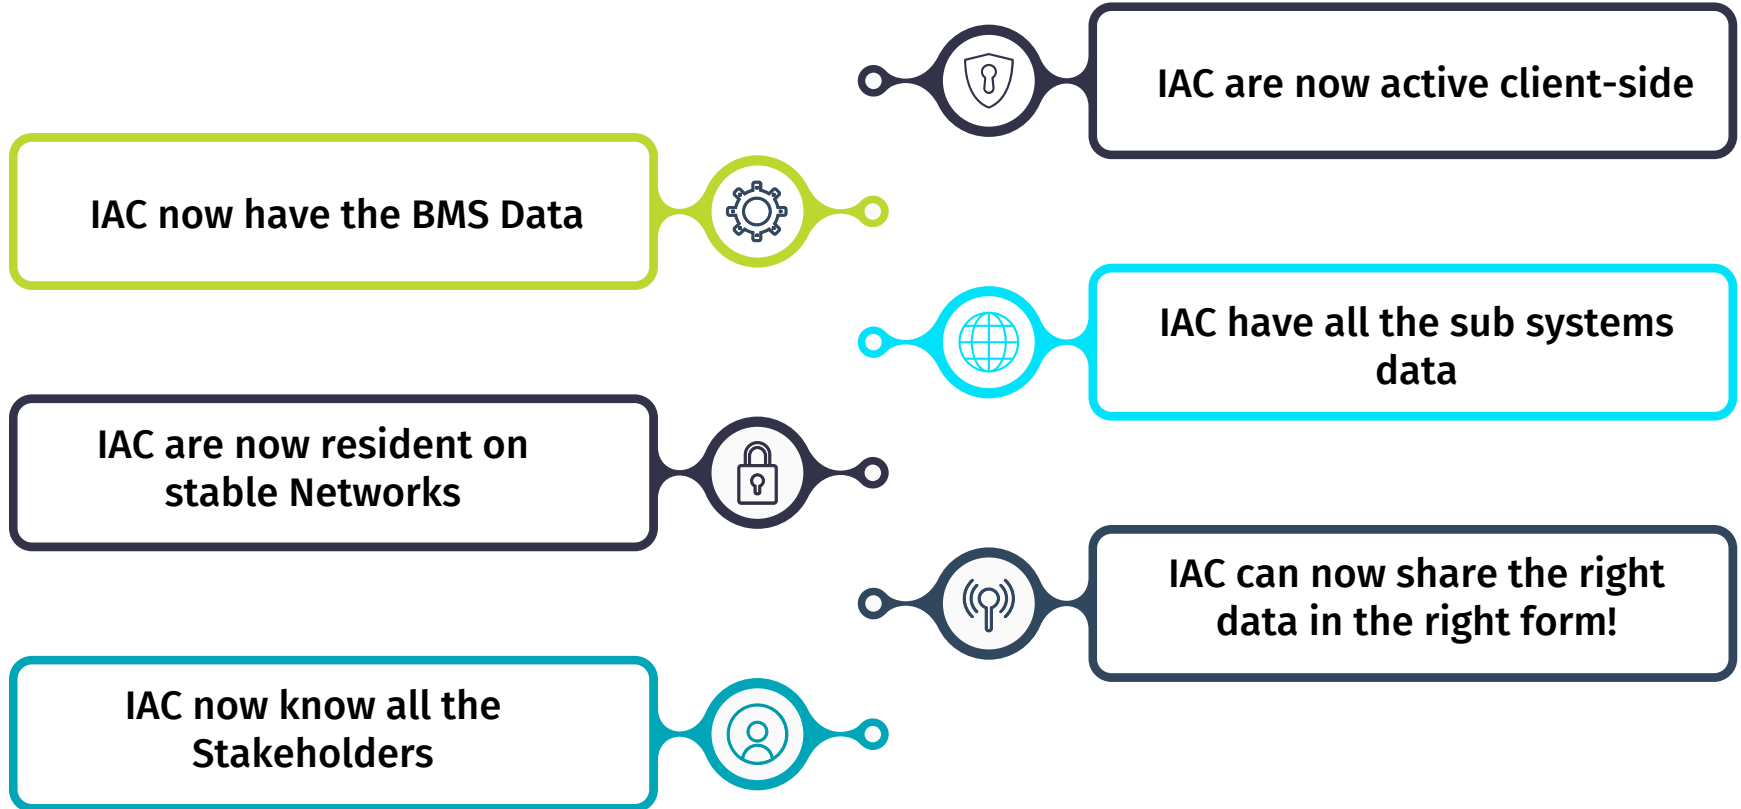 IAC are now active client-side
IAC now have the BMS Data
IAC have all the sub systems
data
IAC are now resident on
stable Networks
IAC can now share the right
data in the right form!
IAC now know all the
Stakeholders